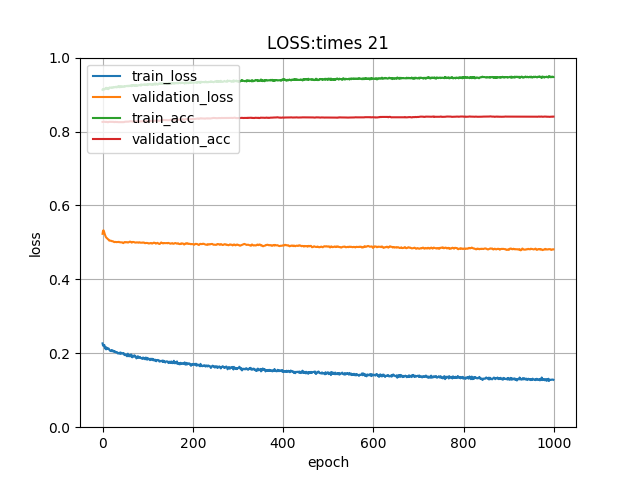 LOSS:times 21
1.0
0.8
0.6
0.4
0.2
0.0
loss
train_loss
validation_loss
train_acc
validation_acc
0 200 400 600 800 1000
epoch